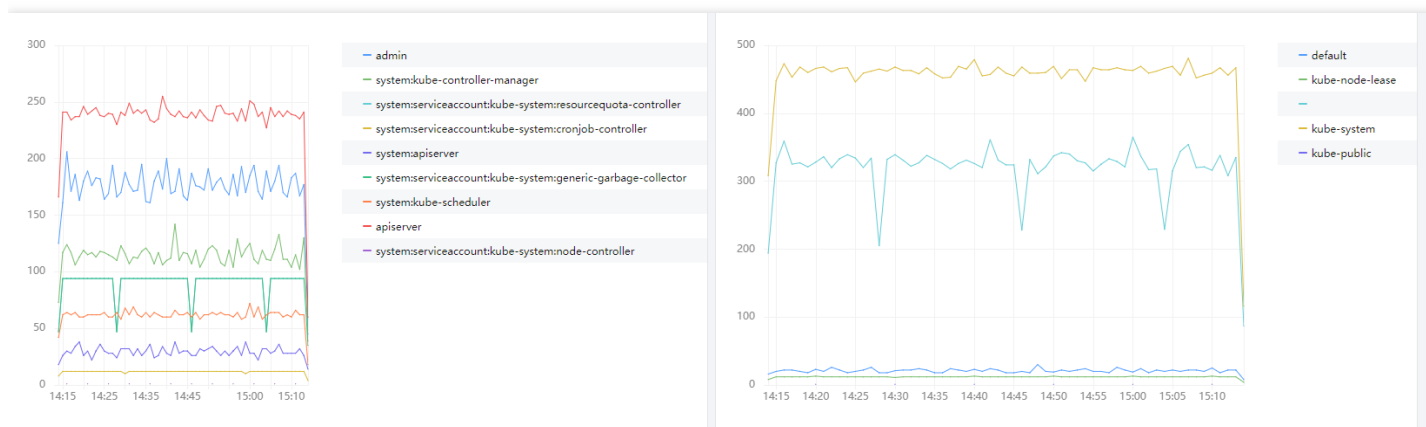 300
250
200
150
100
50
0
14:15 14:25 14:35 14:45 15:00 15:10
admin
system:kube-controller-manager
system:serviceaccount:kube-system:resourcequota-controller
system:serviceaccount:kube-system:cronjob-controller
system:apiserver
system:serviceaccount:kube-system:generic-garbage-collector
system:kube-scheduler
apiserver
system:serviceaccount:kube-system:node-controller
500
400
300
200
100
0
14:15 14:20 14:25 14:30 14:35 14:40 14:45 14:50 14:55 15:00 15:05 15:10
default
kube-node-lease
kube-system
kube-public